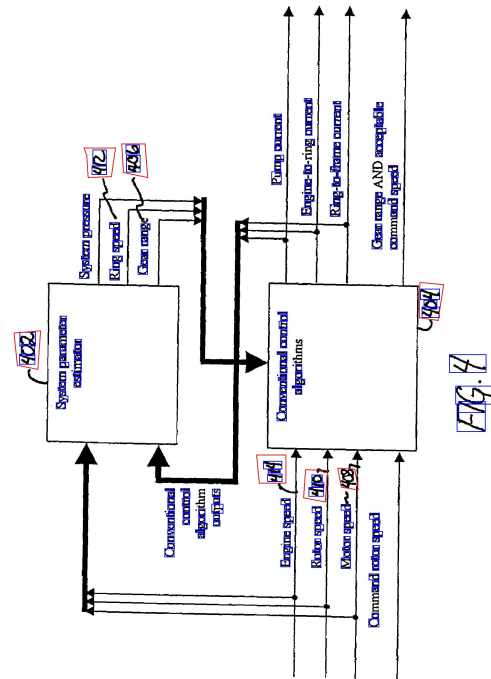 402
System parameter
estimator
System pressure
Ring speed
412
Gear range
406
Conventional
control
algorithm
outputs
Engine speed
414
Rotor speed
410
Motor speed
408
Command rotor speed
Conventional control
algorithms
404
Pump current
Engine-to-ring current
Ring-to-frame current
Gear range AND acceptable
command speed
FIG. 4